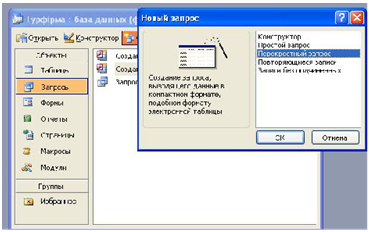 Турфирма : база данных
Открыть Конструктор
Объекты
Создан
Таблицы
Создан
Запросы
Запро
Формы
Отчеты
Страницы
Макросы
Модули
Группы
Избранное
Новый запрос
Создание запроса, выводящего данные в компактном формате, подобном формату электронной таблицы
Конструктор
Простой запрос
Перекрестный запрос
Повторяющиеся записи
Записи без подчиненных
ОК
Отмена